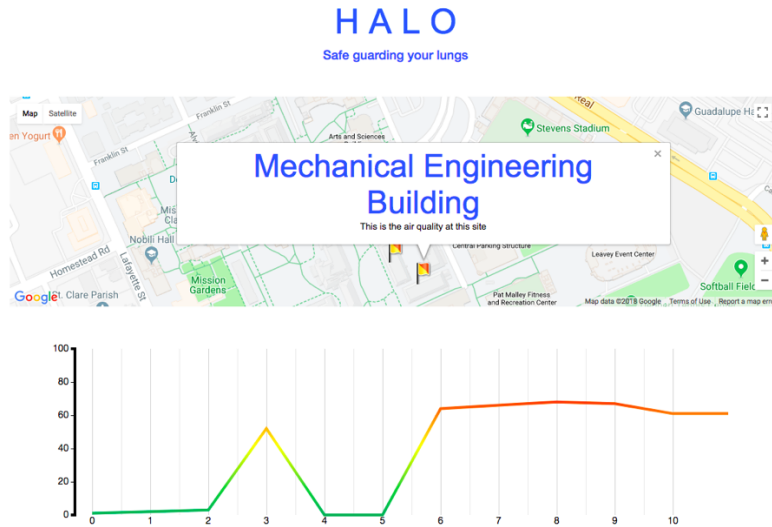 HALO
Safe guarding your lungs
Map
Satellite
Franklin St
Real
Guadalupe Ha
en Yogurt
Arts and Sciences
Stevens Stadium
Franklin St
Mechanical Engineering
Building
This is the air quality at this site
Nobili Hall
Central Parking Structure
Leavey Event Center
Homestead Rd
Lafayette St
Mission
Gardens
Softball Field
Google
St. Clare Parish
Pat Malley Fitness
and Recreation Center
Map data ©2018 Google
Terms of Use
Report a map erro
100
80
60
40
20
0
0 1 2 3 4 5 6 7 8 9 10